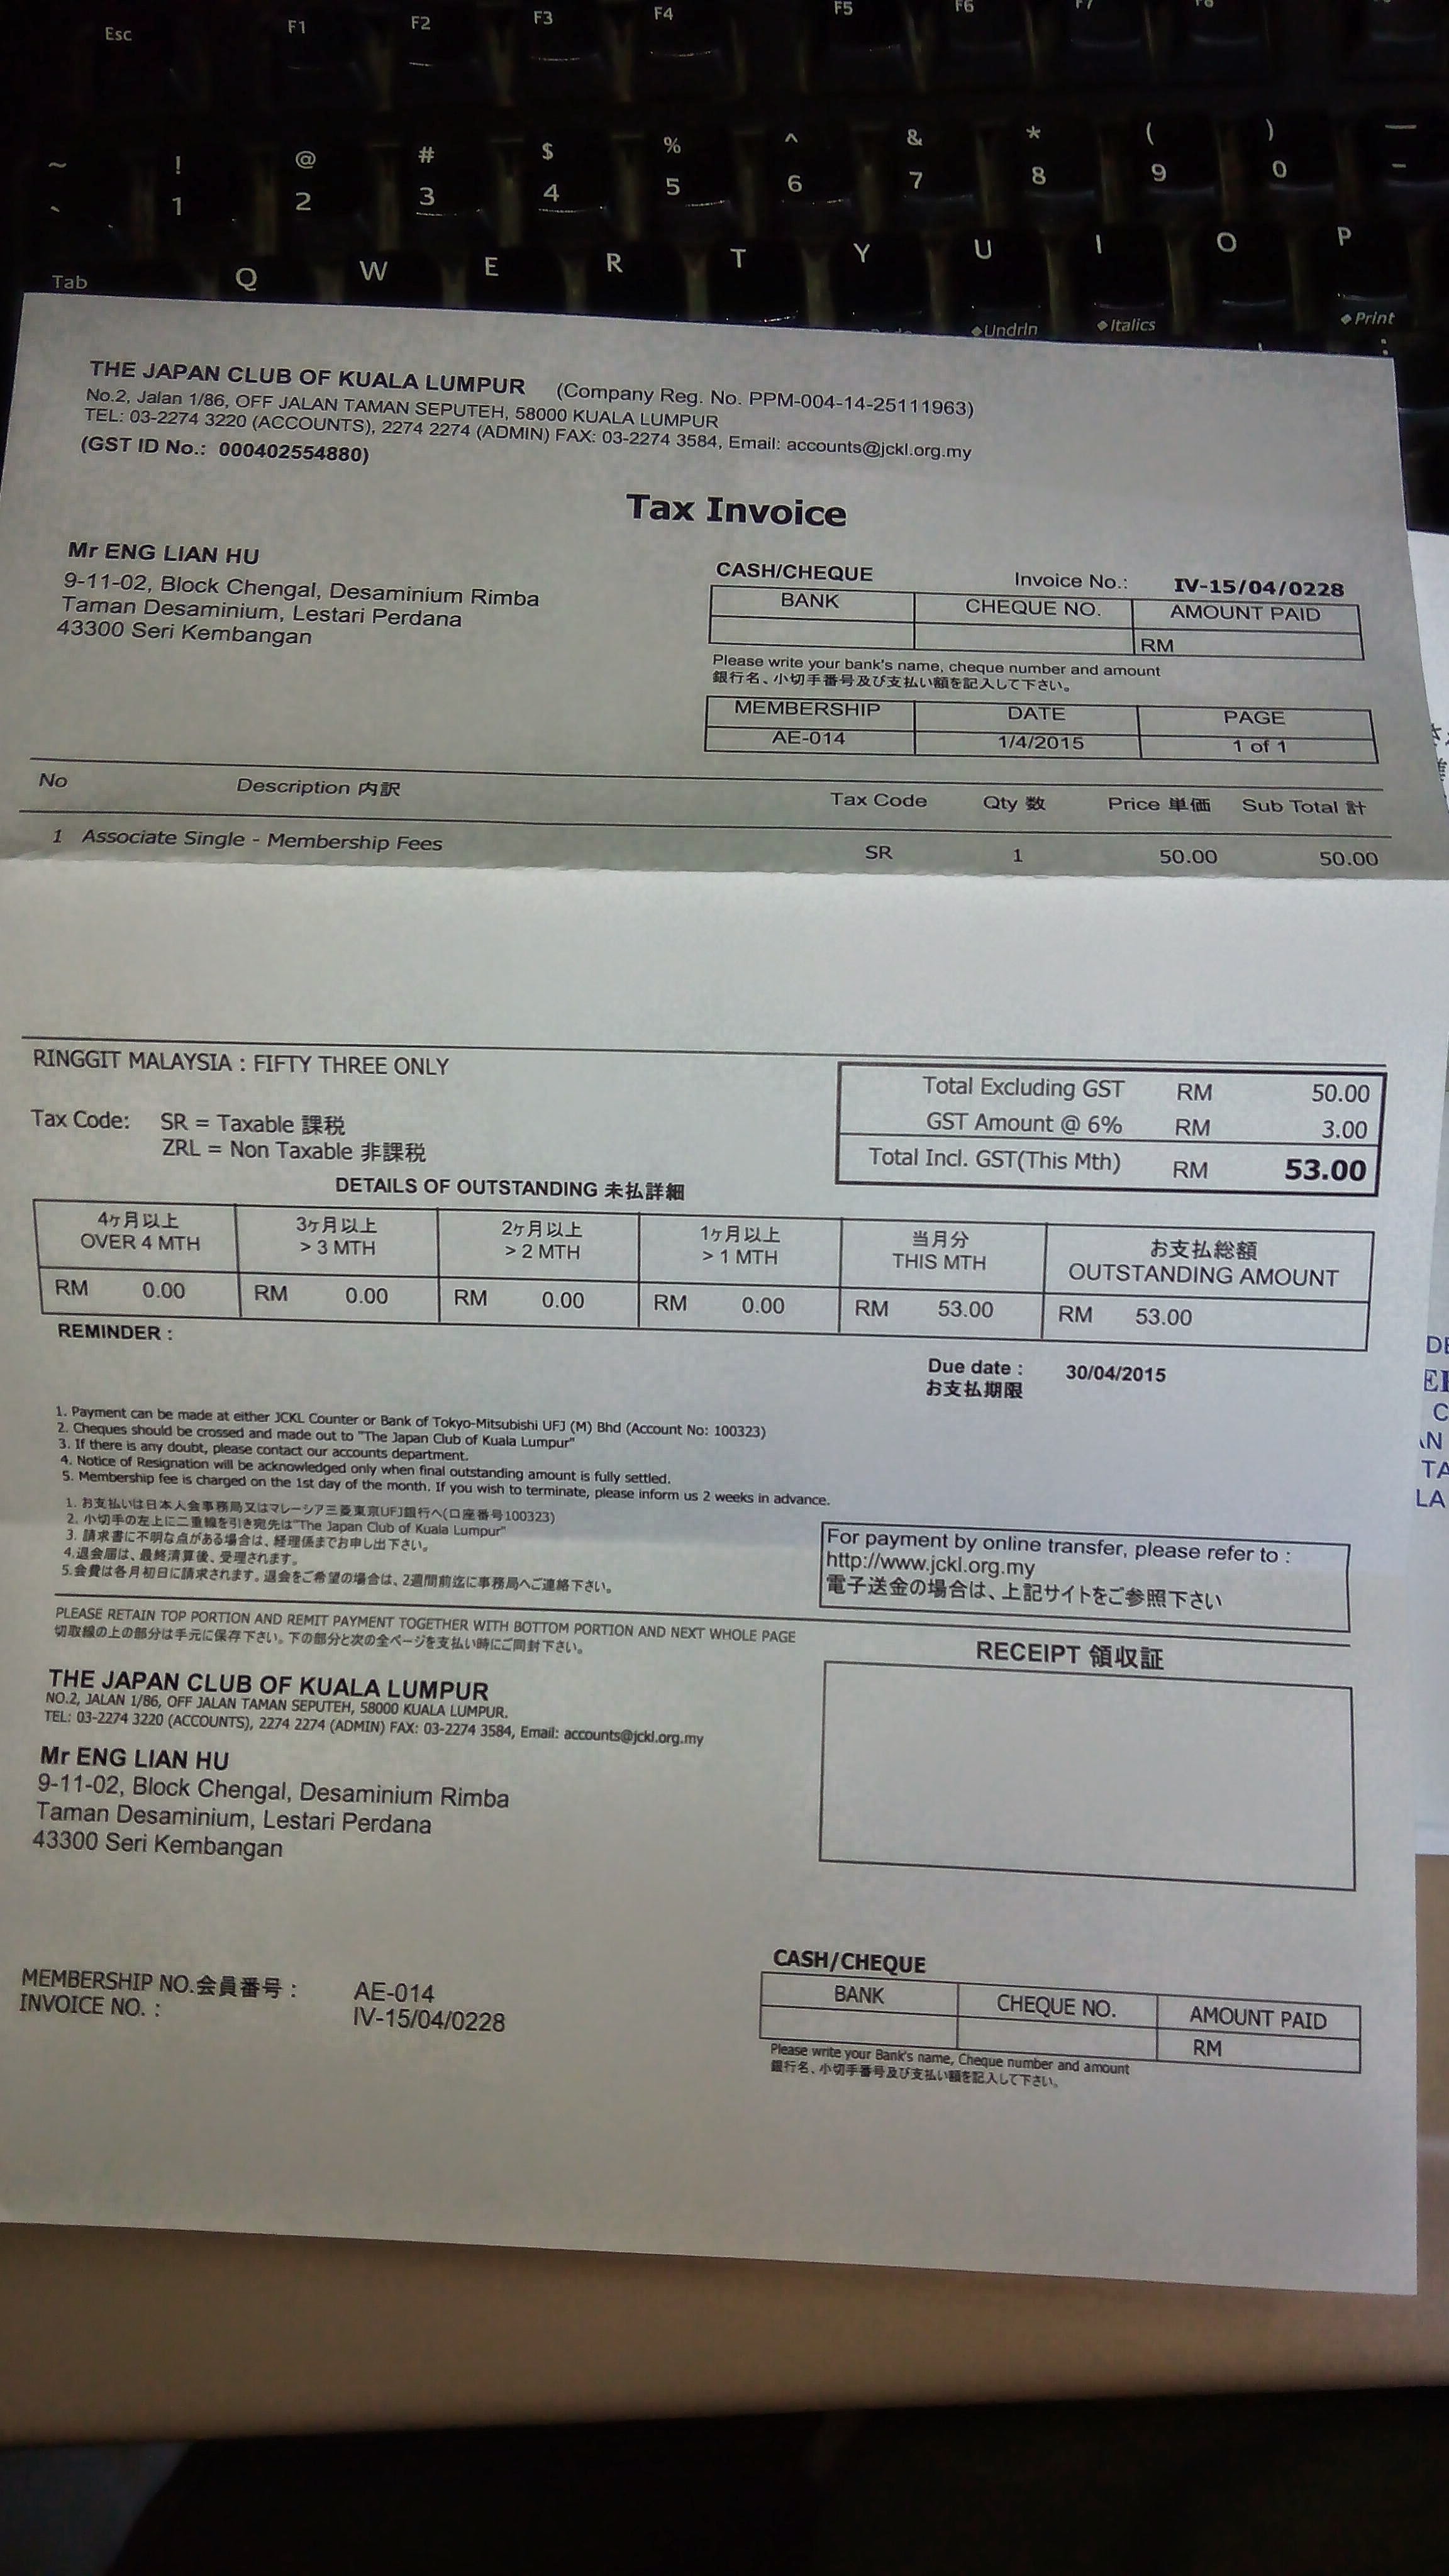 Esc F1 F2 F3 F4 F5 F6 F7 F8
~ ! @ # $ % ^ & * ( ) —
` 1 2 3 4 5 6 7 8 9 0 -
Tab Q W E R T Y U I O P
Undrln Italics Print
THE JAPAN CLUB OF KUALA LUMPUR (Company Reg. No. PPM-004-14-25111963)
No.2, Jalan 1/86, OFF JALAN TAMAN SEPUTEH, 58000 KUALA LUMPUR
TEL: 03-2274 3220 (ACCOUNTS), 2274 2274 (ADMIN) FAX: 03-2274 3584, Email: accounts@jckl.org.my
(GST ID No.: 000402554880)
Tax Invoice
Mr ENG LIAN HU
9-11-02, Block Chengal, Desaminium Rimba
Taman Desaminium, Lestari Perdana
43300 Seri Kembangan
CASH/CHEQUE Invoice No.: IV-15/04/0228
BANK CHEQUE NO. AMOUNT PAID
RM
Please write your bank's name, cheque number and amount
銀行名、小切手番号及び支払い額を記入して下さい。
MEMBERSHIP DATE PAGE
AE-014 1/4/2015 1 of 1
No Description 内訳 Tax Code Qty 数 Price 単価 Sub Total 計
1 Associate Single - Membership Fees SR 1 50.00 50.00
RINGGIT MALAYSIA : FIFTY THREE ONLY
Total Excluding GST RM 50.00
GST Amount @ 6% RM 3.00
Total Incl. GST(This Mth) RM 53.00
Tax Code: SR = Taxable 課税
ZRL = Non Taxable 非課税
DETAILS OF OUTSTANDING 未払詳細
4ヶ月以上 3ヶ月以上 2ヶ月以上 1ヶ月以上 当月分 お支払総額
OVER 4 MTH > 3 MTH > 2 MTH > 1 MTH THIS MTH OUTSTANDING AMOUNT
RM 0.00 RM 0.00 RM 0.00 RM 0.00 RM 53.00 RM 53.00
REMINDER :
Due date : 30/04/2015
お支払期限
1. Payment can be made at either JCKL Counter or Bank of Tokyo-Mitsubishi UFJ (M) Bhd (Account No: 100323)
2. Cheques should be crossed and made out to "The Japan Club of Kuala Lumpur"
3. If there is any doubt, please contact our accounts department.
4. Notice of Resignation will be acknowledged only when final outstanding amount is fully settled.
5. Membership fee is charged on the 1st day of the month. If you wish to terminate, please inform us 2 weeks in advance.
1. お支払いは日本人会事務局又はマレーシア三菱東京UFJ銀行へ(口座番号100323)
2. 小切手の左上に二重線を引き宛先は"The Japan Club of Kuala Lumpur"
3. 請求書に不明な点がある場合は、経理係までお申し出下さい。
4.退会届は、最終清算後、受理されます。
5.会費は各月初日に請求されます。退会をご希望の場合は、2週間前迄に事務局へご連絡下さい。
For payment by online transfer, please refer to :
http://www.jckl.org.my
電子送金の場合は、上記サイトをご参照下さい
PLEASE RETAIN TOP PORTION AND REMIT PAYMENT TOGETHER WITH BOTTOM PORTION AND NEXT WHOLE PAGE
切取線の上の部分は手元に保存下さい。下の部分と次の全ページを支払い時にご同封下さい。
RECEIPT 領収証
THE JAPAN CLUB OF KUALA LUMPUR
NO.2, JALAN 1/86, OFF JALAN TAMAN SEPUTEH, 58000 KUALA LUMPUR.
TEL: 03-2274 3220 (ACCOUNTS), 2274 2274 (ADMIN) FAX: 03-2274 3584, Email: accounts@jckl.org.my
Mr ENG LIAN HU
9-11-02, Block Chengal, Desaminium Rimba
Taman Desaminium, Lestari Perdana
43300 Seri Kembangan
MEMBERSHIP NO.会員番号 : AE-014
INVOICE NO. : IV-15/04/0228
CASH/CHEQUE
BANK CHEQUE NO. AMOUNT PAID
RM
Please write your Bank's name, Cheque number and amount
銀行名、小切手番号及び支払い額を記入して下さい。